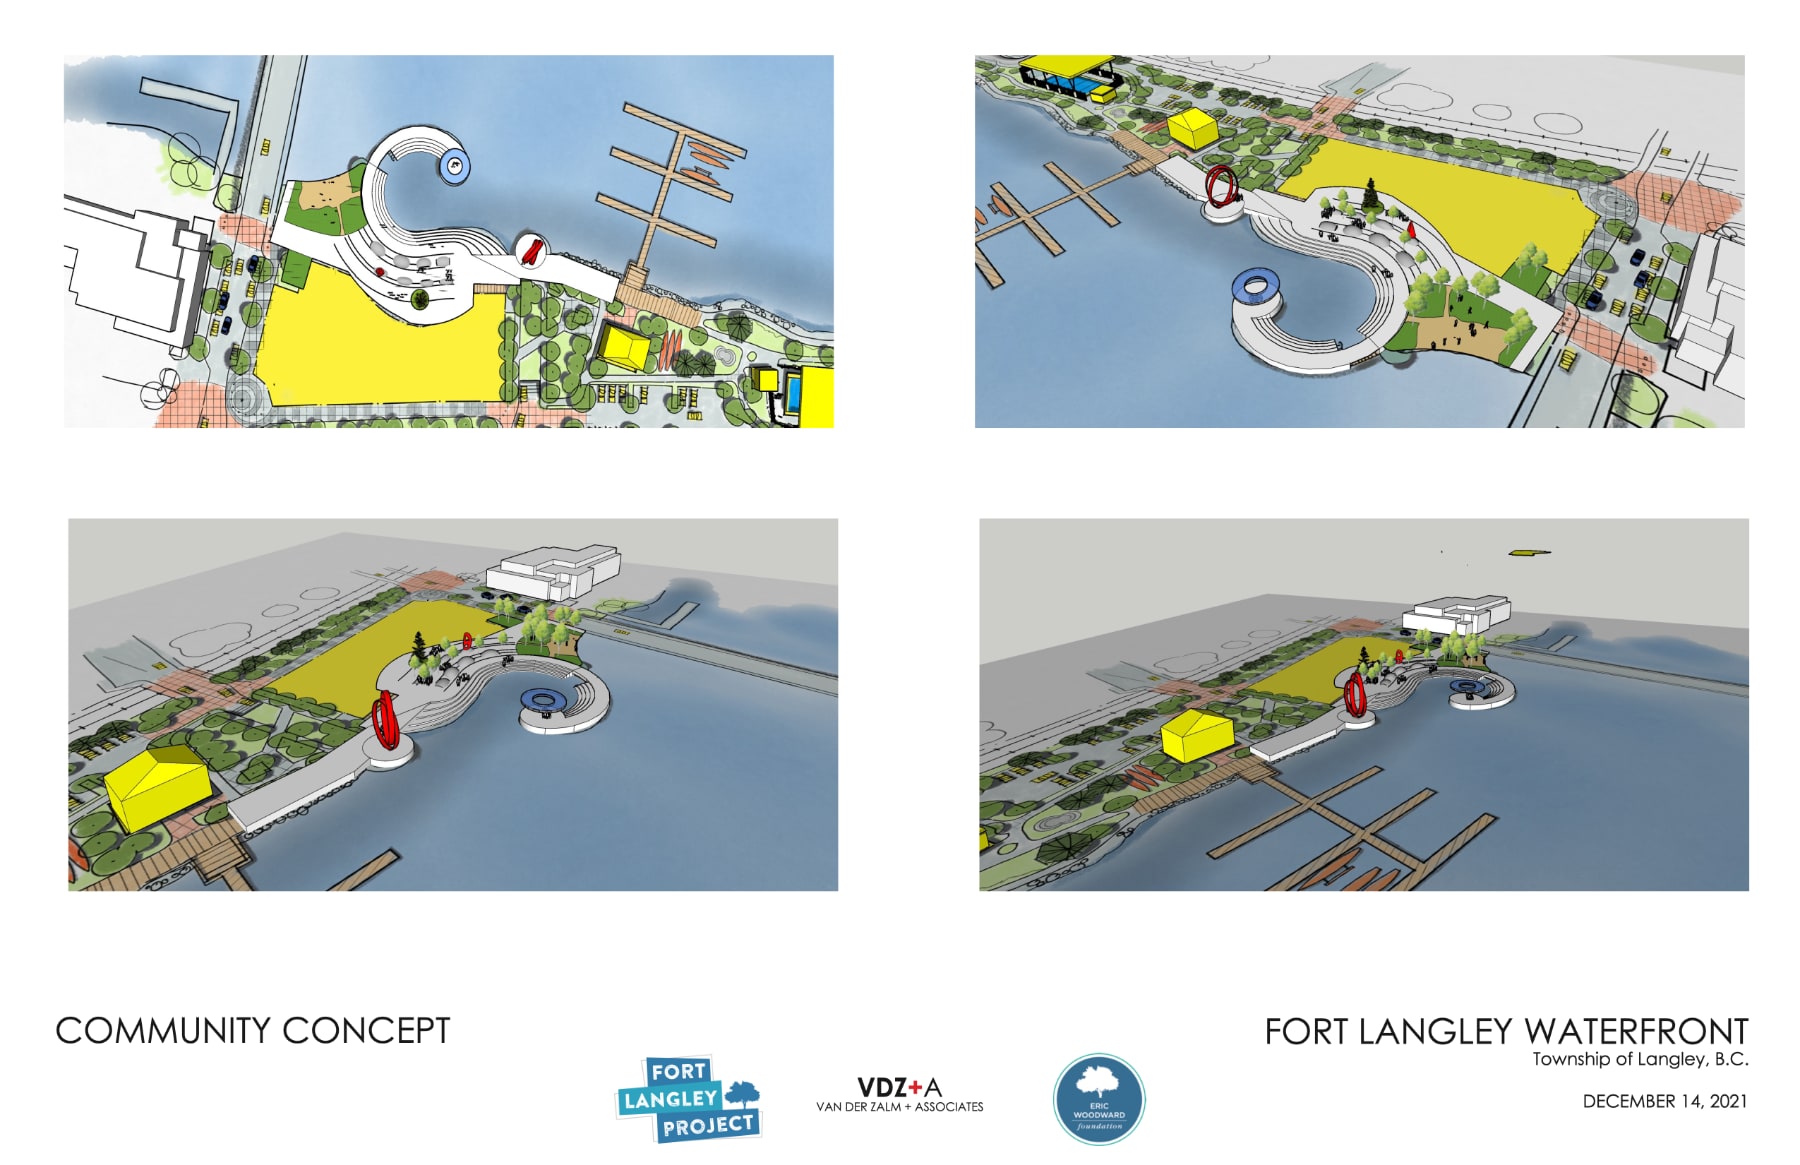 COMMUNITY CONCEPT
FORT LANGLEY WATERFRONT
Township of Langley, B.C.
DECEMBER 14, 2021
FORT
LANGLEY
PROJECT
VDZ+A
VAN DER ZALM + ASSOCIATES
ERIC
WOODWARD
foundation